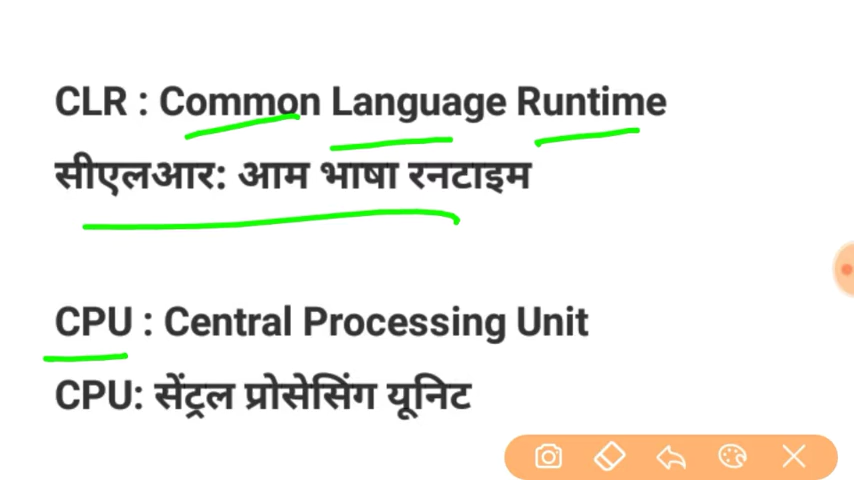 CLR : Common Language Runtime
सीएलआर: आम भाषा रनटाइम
CPU : Central Processing Unit
CPU: सेंट्रल प्रोसेसिंग यूनिट